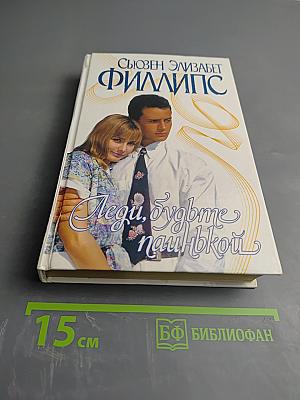 СЬЮЗЕН ЭЛИЗАБЕТ
ФИЛЛИПС
Леди, будьте
паинькой
15 см
БФ БИБЛИОФАН